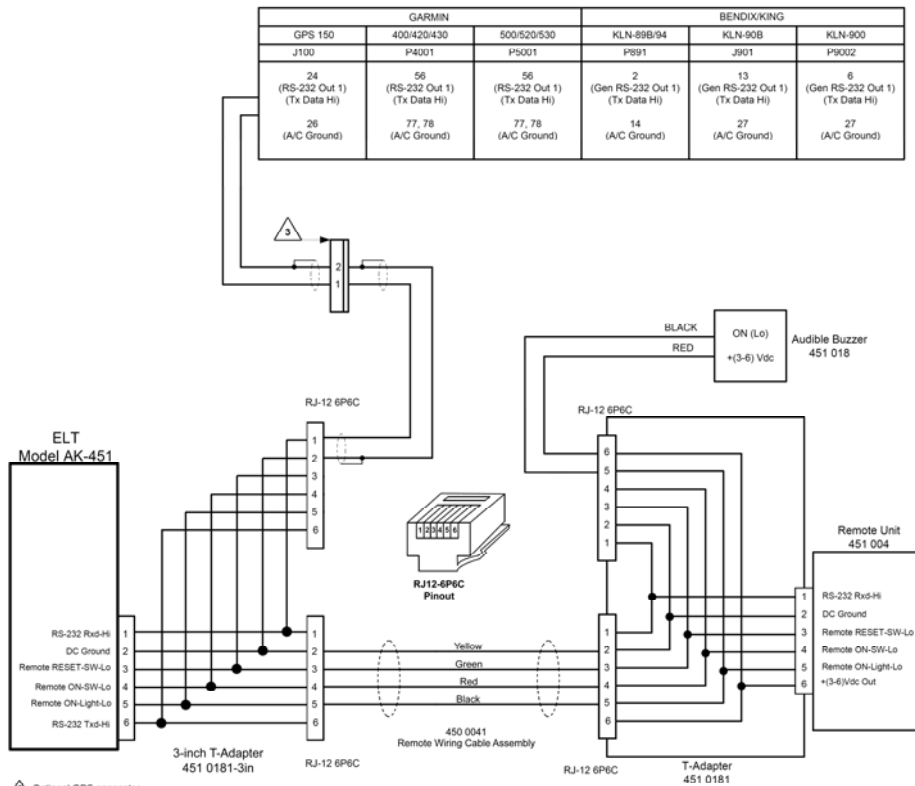 GARMIN BENDIX/KING
GPS 150 400/420/430 500/520/530 KLN-89B/94 KLN-90B KLN-900
J100 P4001 P5001 P891 J901 P9002
24 56 56 2 13 6
(RS-232 Out 1) (RS-232 Out 1) (RS-232 Out 1) (Gen RS-232 Out 1) (Gen RS-232 Out 1) (Gen RS-232 Out 1)
(Tx Data Hi) (Tx Data Hi) (Tx Data Hi) (Tx Data Hi) (Tx Data Hi) (Tx Data Hi)
26 77, 78 77, 78 14 27 27
(A/C Ground) (A/C Ground) (A/C Ground) (A/C Ground) (A/C Ground) (A/C Ground)
3
2
1
BLACK
RED
ON (Lo)
+(3-6) Vdc
Audible Buzzer
451 018
RJ-12 6P6C
1
2
3
4
5
6
RJ-12 6P6C
6
5
4
3
2
1
ELT
Model AK-451
1 2 3 4 5 6
RJ12-6P6C
Pinout
Remote Unit
451 004
1 RS-232 Rxd-Hi
2 DC Ground
3 Remote RESET-SW-Lo
4 Remote ON-SW-Lo
5 Remote ON-Light-Lo
6 +(3-6)Vdc Out
RS-232 Rxd-Hi 1
DC Ground 2
Remote RESET-SW-Lo 3
Remote ON-SW-Lo 4
Remote ON-Light-Lo 5
RS-232 Txd-Hi 6
1
2
3
4
5
6
Yellow
Green
Red
Black
1
2
3
4
5
6
450 0041
Remote Wiring Cable Assembly
3-inch T-Adapter
451 0181-3in
RJ-12 6P6C
RJ-12 6P6C
T-Adapter
451 0181